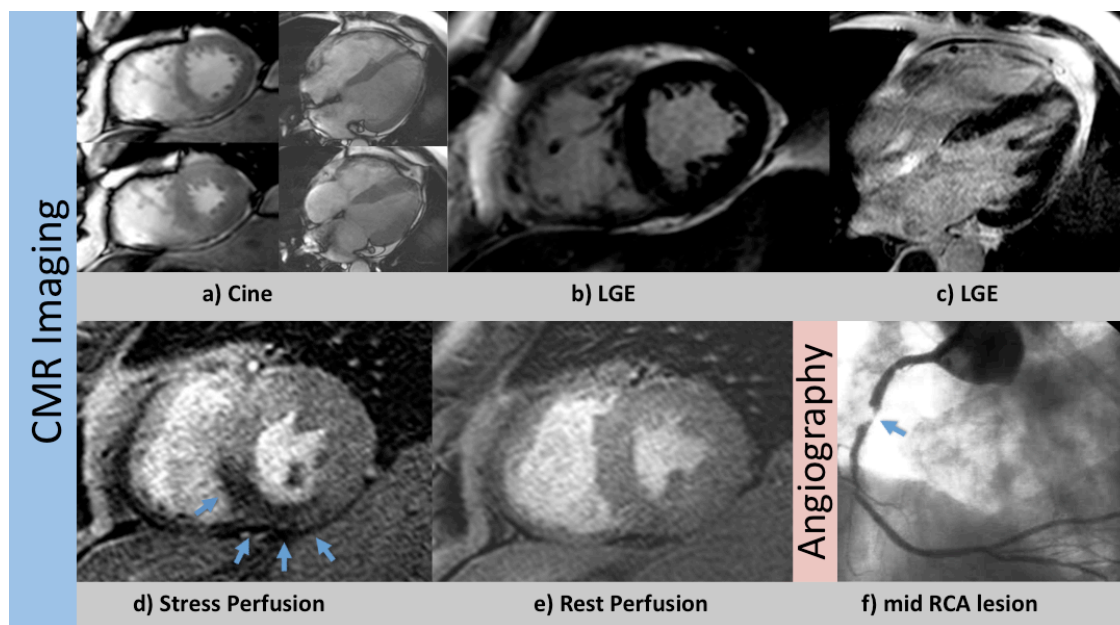 CMR Imaging
a) Cine
b) LGE
c) LGE
Angiography
d) Stress Perfusion
e) Rest Perfusion
f) mid RCA lesion